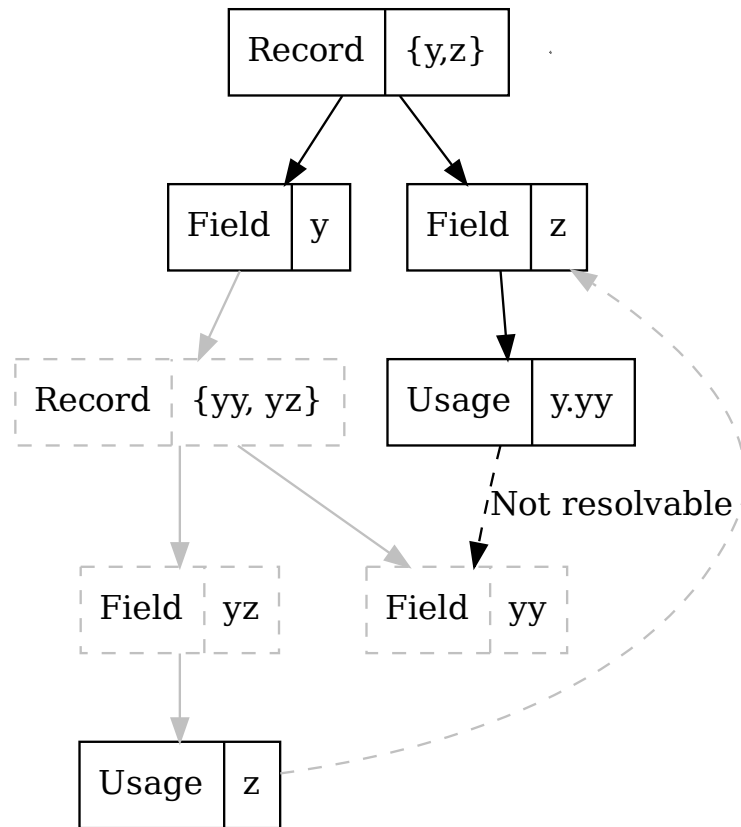 Record {y,z}
Field y
Field z
Record {yy, yz}
Usage y.yy
Not resolvable
Field yz
Field yy
Usage z